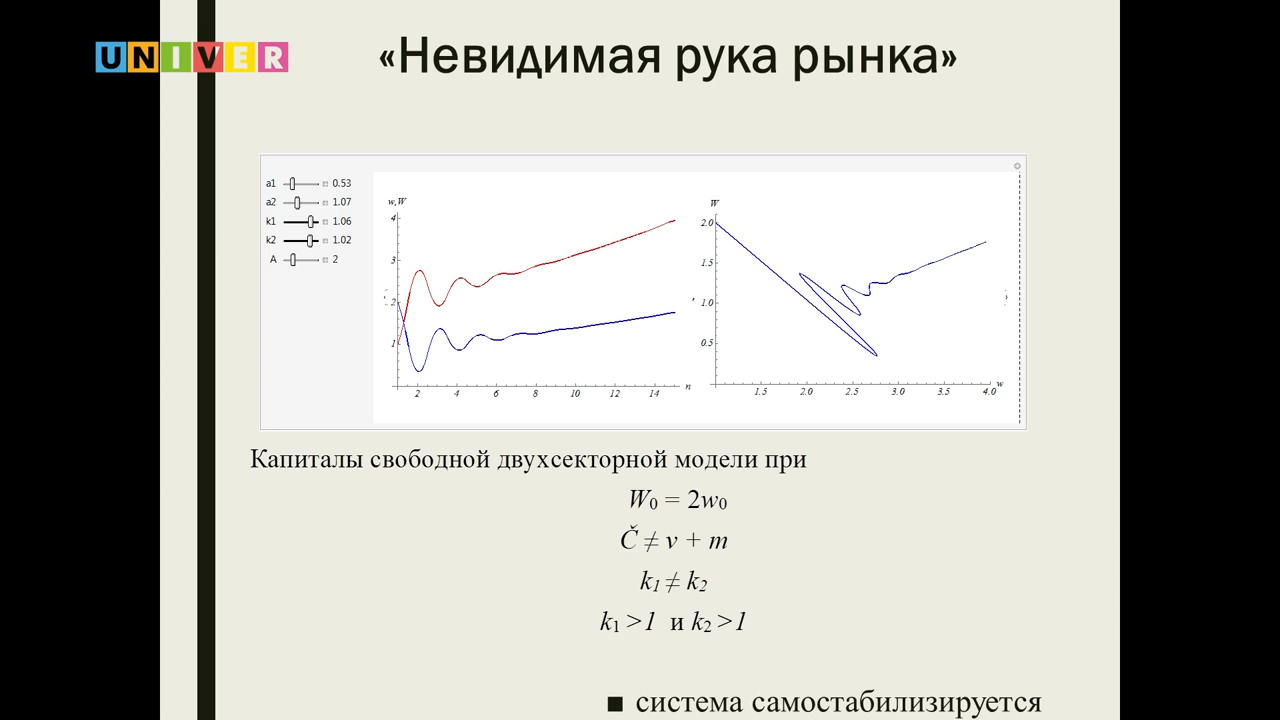 UNIVER
«Невидимая рука рынка»
a1 0.53
a2 1.07
k1 1.06
k2 1.02
A 2
w,W
4
3
2
1
2 4 6 8 10 12 14 n
W
2.0
1.5
1.0
0.5
1.5 2.0 2.5 3.0 3.5 4.0 w
Капиталы свободной двухсекторной модели при
W₀ = 2w₀
Č ≠ v + m
k₁ ≠ k₂
k₁ >1 и k₂ >1
■ система самостабилизируется